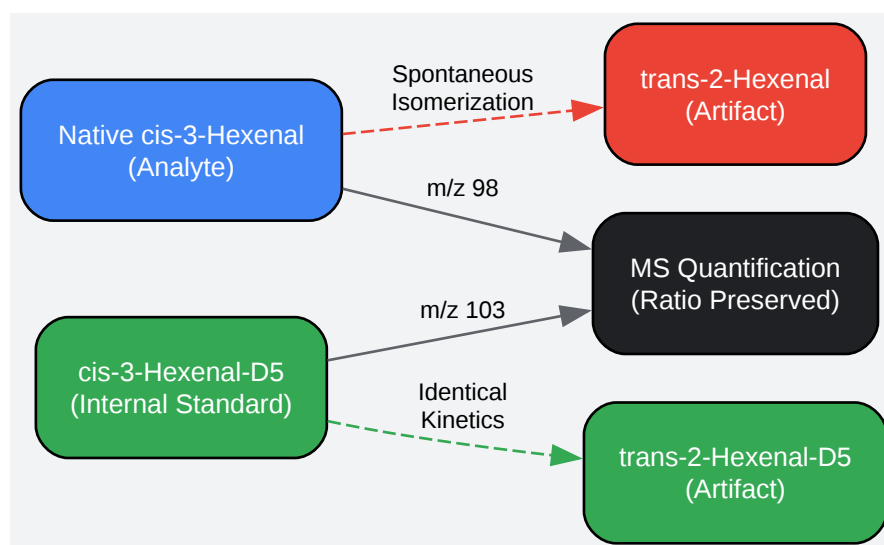 Spontaneous
Isomerization
trans-2-Hexenal
(Artifact)
Native cis-3-Hexenal
(Analyte)
m/z 98
MS Quantification
(Ratio Preserved)
m/z 103
cis-3-Hexenal-D5
(Internal Standard)
Identical
Kinetics
trans-2-Hexenal-D5
(Artifact)